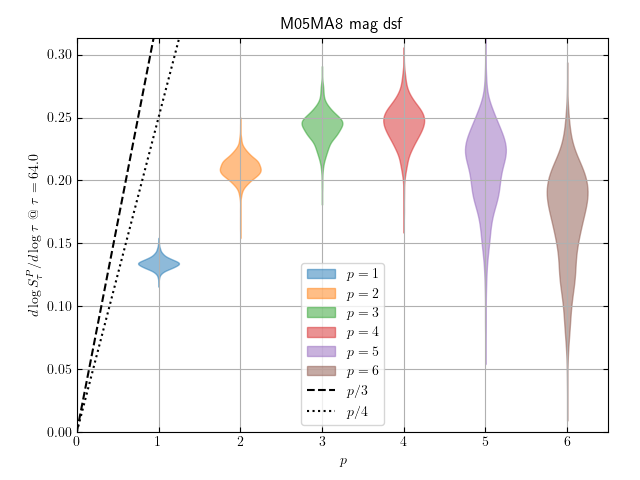 M05MA8 mag dsf
d log S_τ^P / d log τ @ τ = 64.0
0.30
0.25
0.20
0.15
0.10
0.05
0.00
p = 1
p = 2
p = 3
p = 4
p = 5
p = 6
p/3
p/4
0 1 2 3 4 5 6
p